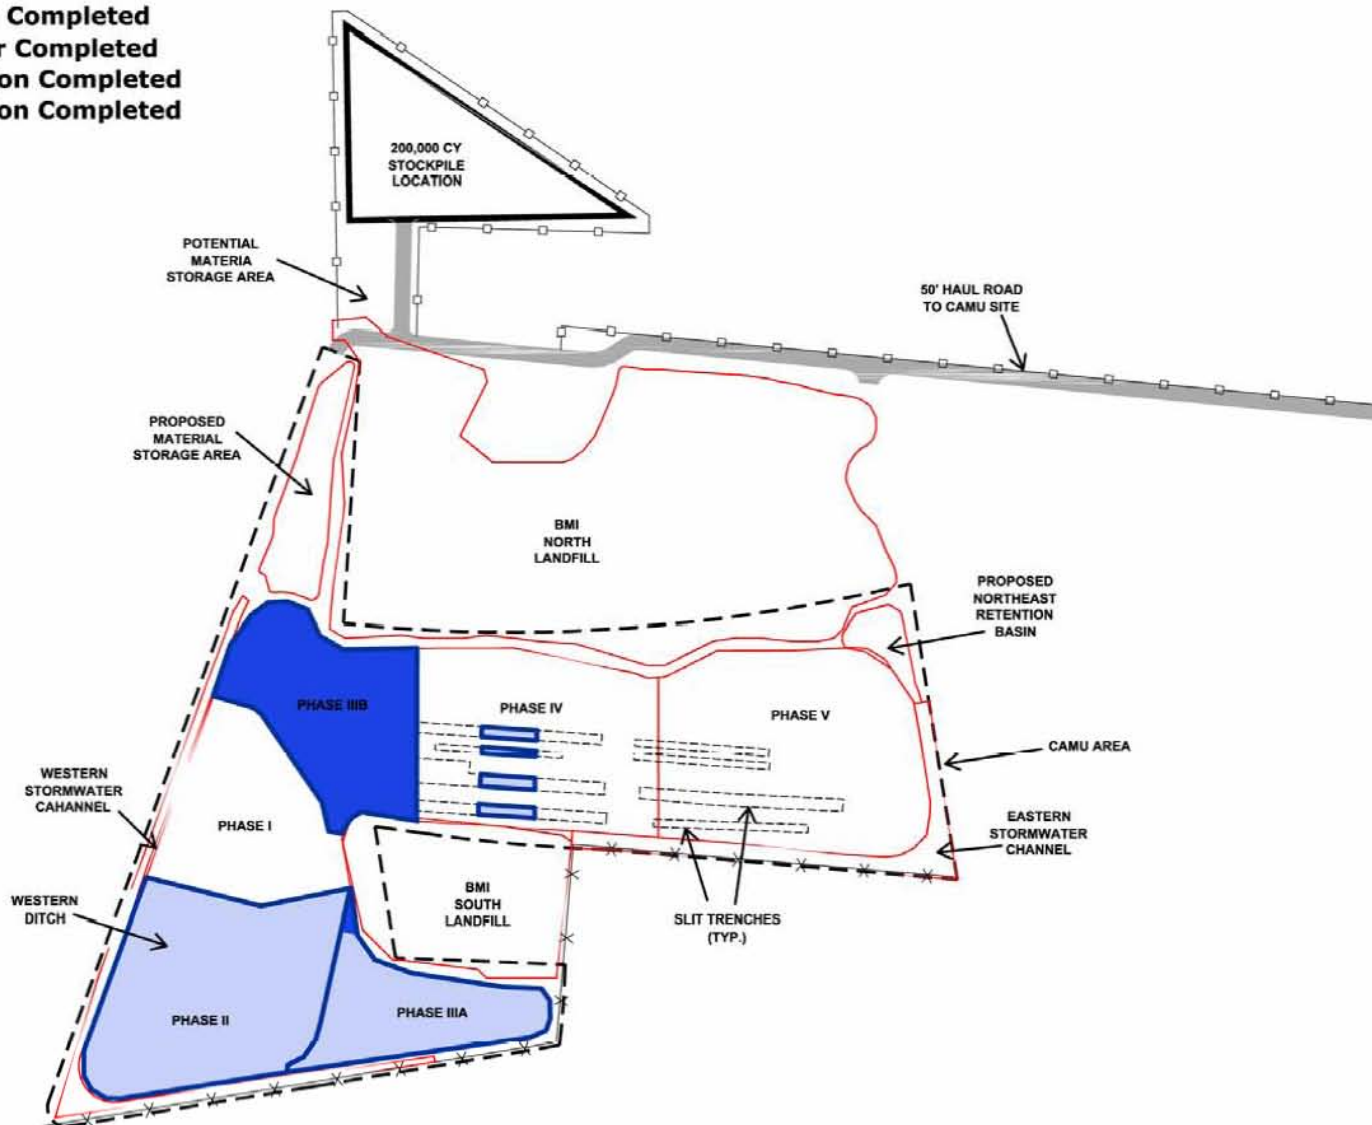 Completed
r Completed
on Completed
on Completed
200,000 CY
STOCKPILE
LOCATION
POTENTIAL
MATERIA
STORAGE AREA
50' HAUL ROAD
TO CAMU SITE
PROPOSED
MATERIAL
STORAGE AREA
BMI
NORTH
LANDFILL
PROPOSED
NORTHEAST
RETENTION
BASIN
PHASE IIIB
PHASE IV
PHASE V
CAMU AREA
WESTERN
STORMWATER
CAHANNEL
PHASE I
EASTERN
STORMWATER
CHANNEL
BMI
SOUTH
LANDFILL
WESTERN
DITCH
SLIT TRENCHES
(TYP.)
PHASE II
PHASE IIIA